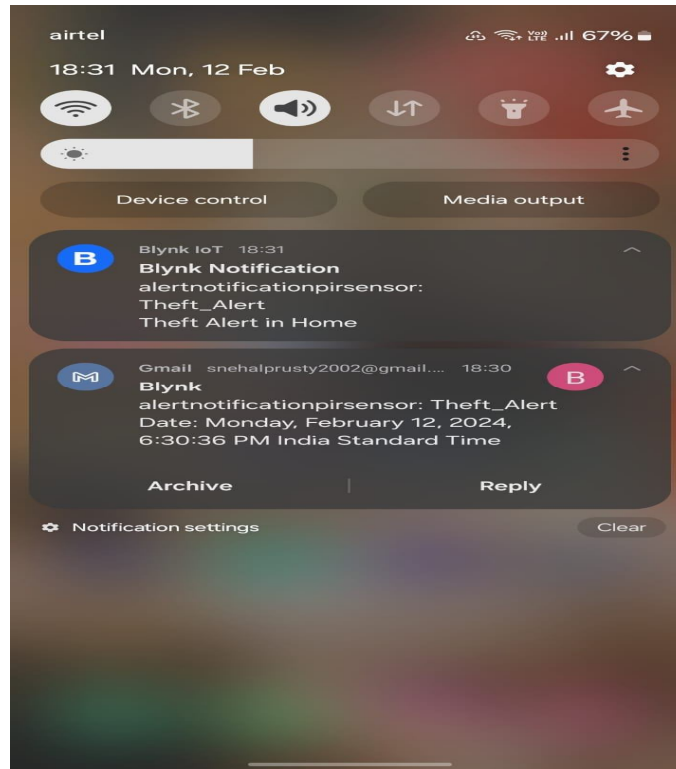 airtel
Vo)) LTE 67%
18:31 Mon, 12 Feb
Device control
Media output
B
Blynk IoT 18:31
Blynk Notification
alertnotificationpirsensor:
Theft_Alert
Theft Alert in Home
Gmail snehalprusty2002@gmail.... 18:30
B
Blynk
alertnotificationpirsensor: Theft_Alert
Date: Monday, February 12, 2024,
6:30:36 PM India Standard Time
Archive | Reply
Notification settings
Clear